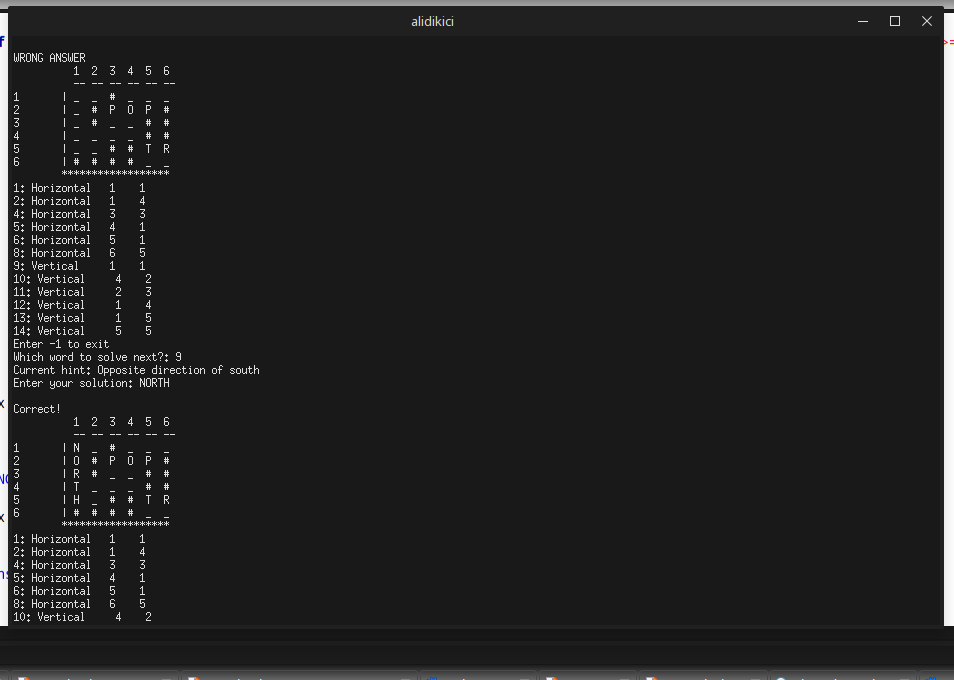 alidikici
WRONG ANSWER
1 2 3 4 5 6
-- -- -- -- -- --
1 | _ _ # _ _ _
2 | _ # P O P #
3 | _ # _ _ # #
4 | _ _ _ _ # #
5 | _ _ # # T R
6 | # # # # _ _
******************
1: Horizontal 1 1
2: Horizontal 1 4
4: Horizontal 3 3
5: Horizontal 4 1
6: Horizontal 5 1
8: Horizontal 6 5
9: Vertical 1 1
10: Vertical 4 2
11: Vertical 2 3
12: Vertical 1 4
13: Vertical 1 5
14: Vertical 5 5
Enter -1 to exit
Which word to solve next?: 9
Current hint: Opposite direction of south
Enter your solution: NORTH
Correct!
1 2 3 4 5 6
-- -- -- -- -- --
1 | N _ # _ _ _
2 | O # P O P #
3 | R # _ _ # #
4 | T _ _ _ # #
5 | H _ # # T R
6 | # # # # _ _
******************
1: Horizontal 1 1
2: Horizontal 1 4
4: Horizontal 3 3
5: Horizontal 4 1
6: Horizontal 5 1
8: Horizontal 6 5
10: Vertical 4 2